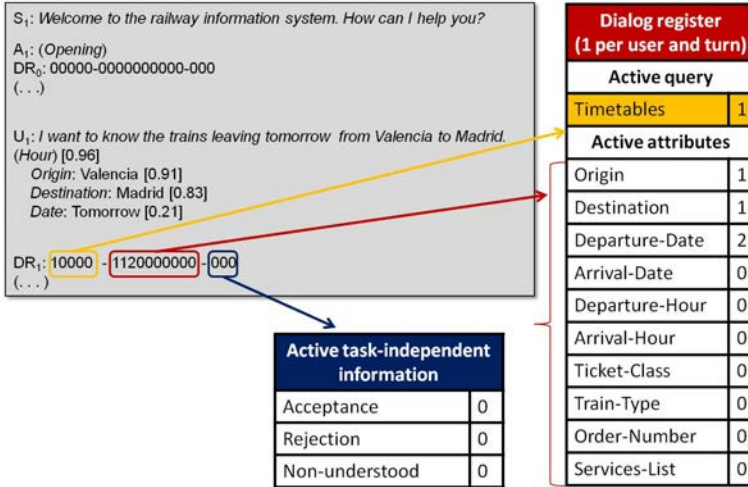 S1: Welcome to the railway information system. How can I help you?
A1: (Opening)
DR0: 00000-0000000000-000
(. . .)
U1: I want to know the trains leaving tomorrow from Valencia to Madrid.
(Hour) [0.96]
Origin: Valencia [0.91]
Destination: Madrid [0.83]
Date: Tomorrow [0.21]
DR1: 10000 - 1120000000 - 000
(. . .)
Dialog register
(1 per user and turn)
Active query
Timetables 1
Active attributes
Origin 1
Destination 1
Departure-Date 2
Arrival-Date 0
Departure-Hour 0
Arrival-Hour 0
Ticket-Class 0
Train-Type 0
Order-Number 0
Services-List 0
Active task-independent
information
Acceptance 0
Rejection 0
Non-understood 0